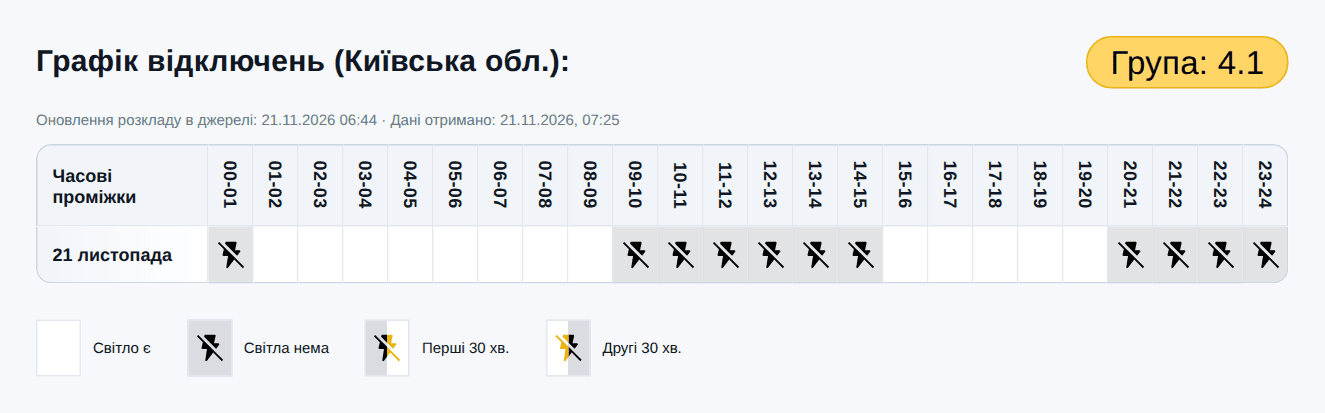 Графік відключень (Київська обл.):
Група: 4.1
Оновлення розкладу в джерелі: 21.11.2026 06:44 · Дані отримано: 21.11.2026, 07:25
Часові
проміжки
00-01
01-02
02-03
03-04
04-05
05-06
06-07
07-08
08-09
09-10
10-11
11-12
12-13
13-14
14-15
15-16
16-17
17-18
18-19
19-20
20-21
21-22
22-23
23-24
21 листопада
Світло є
Світла нема
Перші 30 хв.
Другі 30 хв.